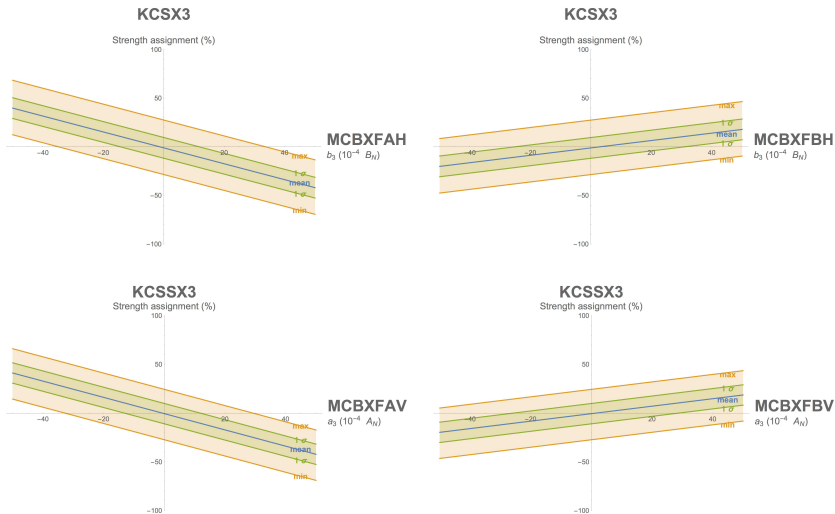 KCSX3
Strength assignment (%)
100
50
−40
−20
20
40
−50
−100
max
1 σ
mean
1 σ
min
MCBXFAH
b₃ (10⁻⁴ B_N)
KCSX3
Strength assignment (%)
100
50
−40
−20
20
40
−50
−100
max
1 σ
mean
1 σ
min
MCBXFBH
b₃ (10⁻⁴ B_N)
KCSSX3
Strength assignment (%)
100
50
−40
−20
20
40
−50
−100
max
1 σ
mean
1 σ
min
MCBXFAV
a₃ (10⁻⁴ A_N)
KCSSX3
Strength assignment (%)
100
50
−40
−20
20
40
−50
−100
max
1 σ
mean
1 σ
min
MCBXFBV
a₃ (10⁻⁴ A_N)